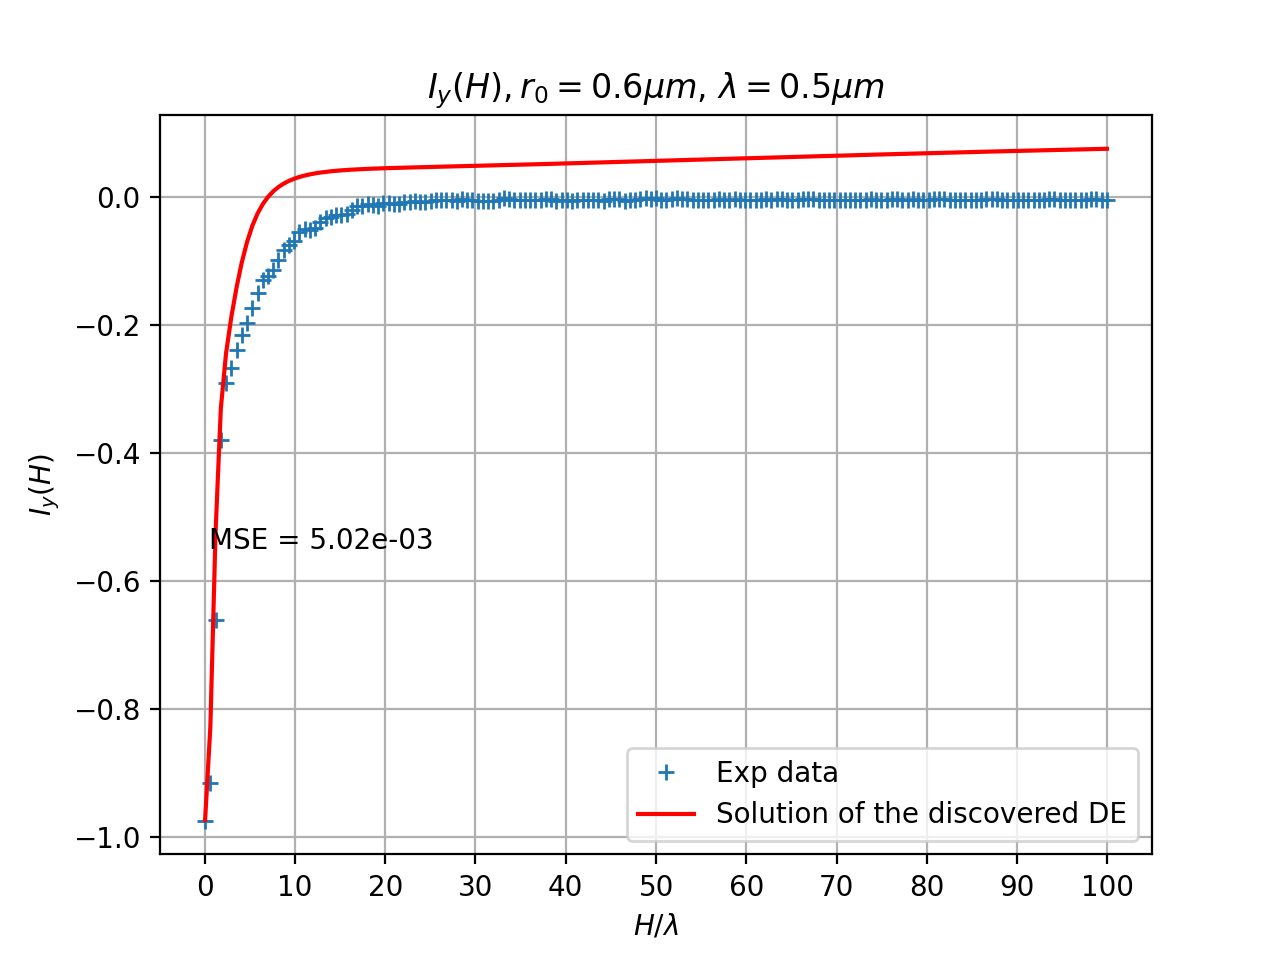 I_y(H), r_0 = 0.6μm, λ = 0.5μm
0.0
−0.2
−0.4
−0.6
−0.8
−1.0
I_y(H)
MSE = 5.02e-03
Exp data
Solution of the discovered DE
0 10 20 30 40 50 60 70 80 90 100
H/λ